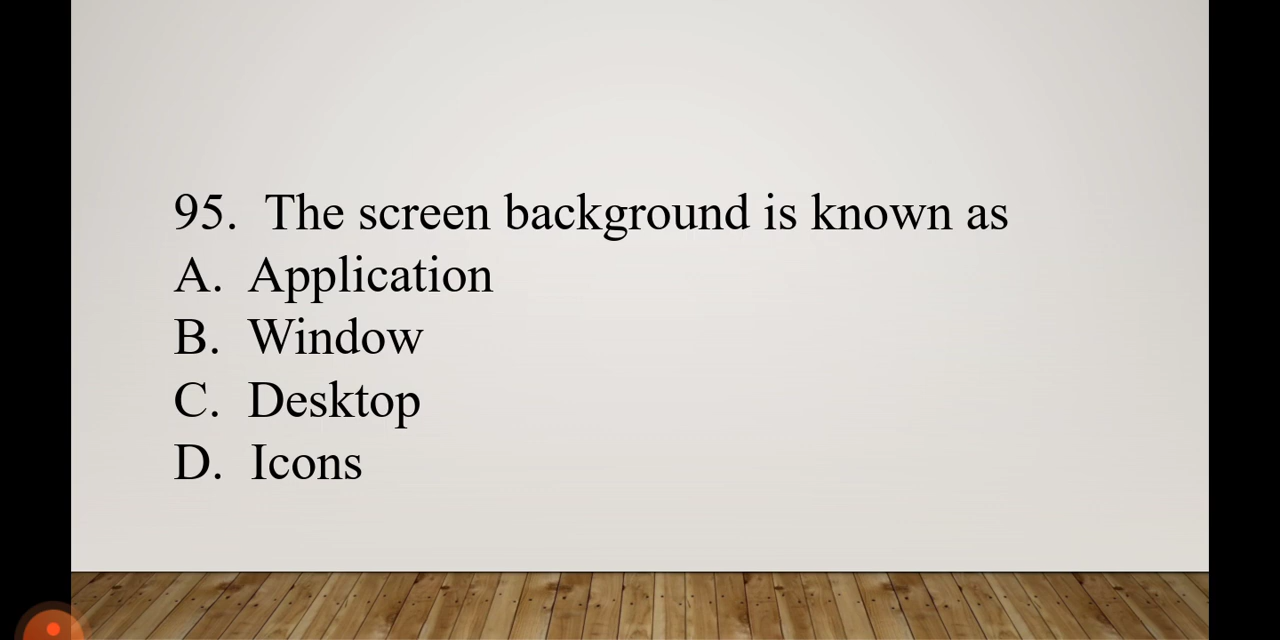 95. The screen background is known as
A. Application
B. Window
C. Desktop
D. Icons